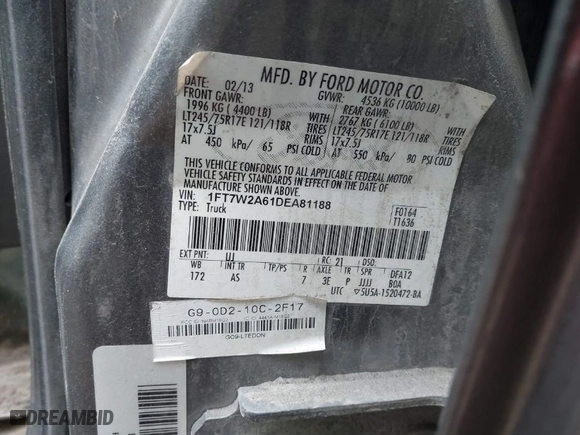 MFD. BY FORD MOTOR CO.
DATE: 02/13 GVWR: 4536 KG (10000 LB)
FRONT GAWR: REAR GAWR:
1996 KG (4400 LB) WITH 2767 KG (6100 LB) WITH
LT245/75R17E 121/118R TIRES LT245/75R17E 121/118R TIRES
17x7.5J RIMS 17x7.5J RIMS
AT 450 kPa/ 65 PSI COLD AT 550 kPa/ 80 PSI COLD
THIS VEHICLE CONFORMS TO ALL APPLICABLE FEDERAL MOTOR
VEHICLE SAFETY STANDARDS IN EFFECT ON THE DATE OF
MANUFACTURE SHOWN ABOVE.
VIN: 1FT7W2A61DEA81188 F0164
TYPE: Truck T1636
EXT PNT: UJ RC: 21 DSO:
WB INT TR TP/PS R AXLE TR SPR DFAT2
172 AS 7 3E P JJJJ BOA
UTC 5U5A-1520472-BA
G9-0D2-10C-2F17
GO9-LTEDON
DREAMBID